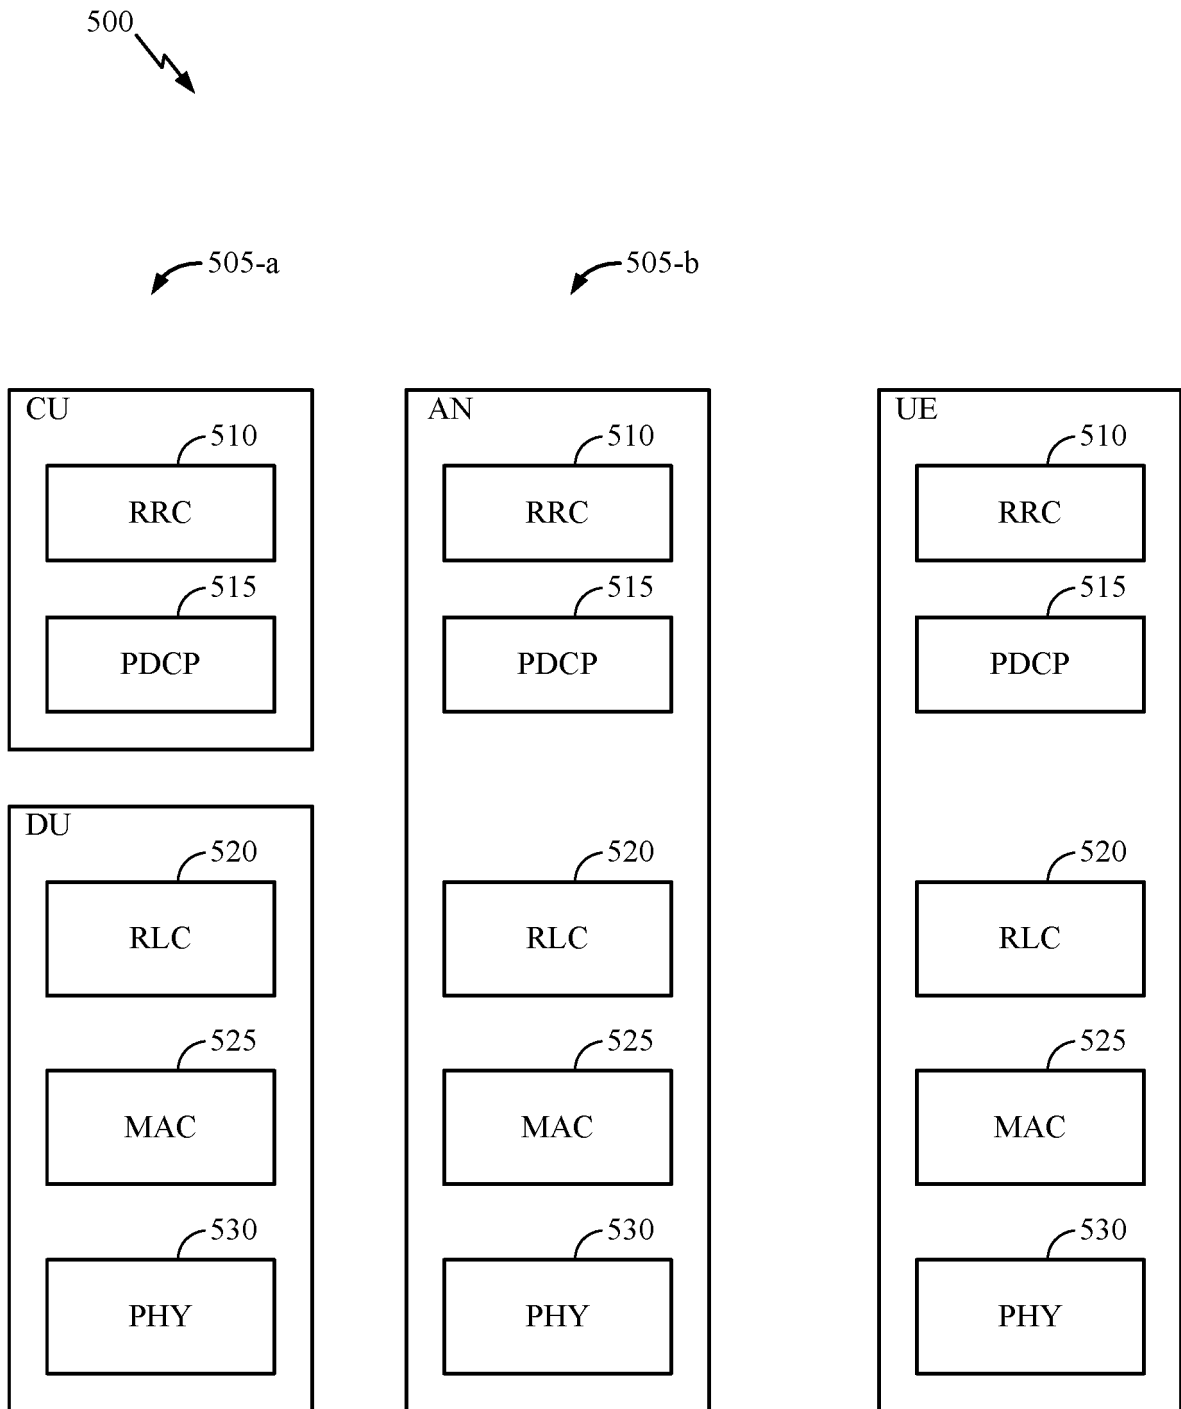 500
505-a 505-b
CU AN UE
510 510 510
RRC RRC RRC
515 515 515
PDCP PDCP PDCP
DU
520 520 520
RLC RLC RLC
525 525 525
MAC MAC MAC
530 530 530
PHY PHY PHY